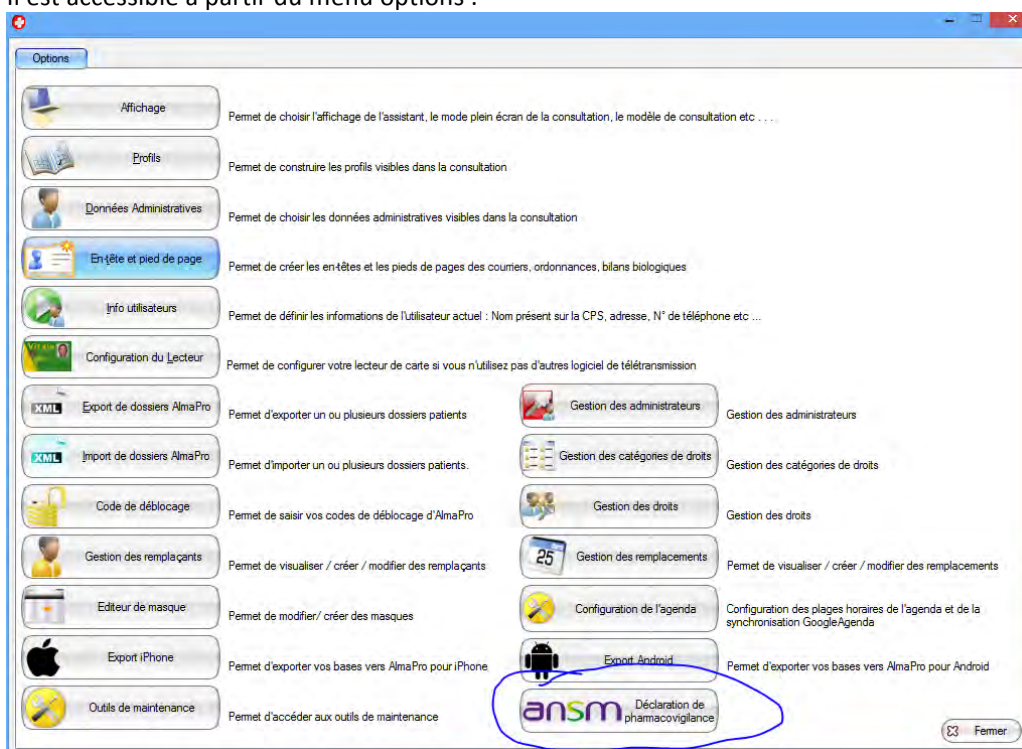 Il est accessible à partir du menu options :
Options
Affichage
Permet de choisir l'affichage de l'assistant, le mode plein écran de la consultation, le modèle de consultation etc . . . .
Profils
Permet de construire les profils visibles dans la consultation
Données Administratives
Permet de choisir les données administratives visibles dans la consultation
En-tête et pied de page
Permet de créer les en-têtes et les pieds de pages des courriers, ordonnances, bilans biologiques
Info utilisateurs
Permet de définir les informations de l'utilisateur actuel : Nom présent sur la CPS, adresse, N° de téléphone etc ...
Vitale
Configuration du Lecteur
Permet de configurer votre lecteur de carte si vous n'utilisez pas d'autres logiciel de télétransmission
XML
Export de dossiers AlmaPro
Permet d'exporter un ou plusieurs dossiers patients
Gestion des administrateurs
Gestion des administrateurs
XML
Import de dossiers AlmaPro
Permet d'importer un ou plusieurs dossiers patients.
Gestion des catégories de droits
Gestion des catégories de droits
Code de déblocage
Permet de saisir vos codes de déblocage d'AlmaPro
Gestion des droits
Gestion des droits
Gestion des remplaçants
Permet de visualiser / créer / modifier des remplaçants
25
Gestion des remplacements
Permet de visualiser / créer / modifier des remplacements
Editeur de masque
Permet de modifier/ créer des masques
Configuration de l'agenda
Configuration des plages horaires de l'agenda et de la
synchronisation GoogleAgenda
Export iPhone
Permet d'exporter vos bases vers AlmaPro pour iPhone
Export Android
Permet d'exporter vos bases vers AlmaPro pour Android
Outils de maintenance
Permet d'accéder aux outils de maintenance
ansm
Déclaration de
pharmacovigilance
Fermer